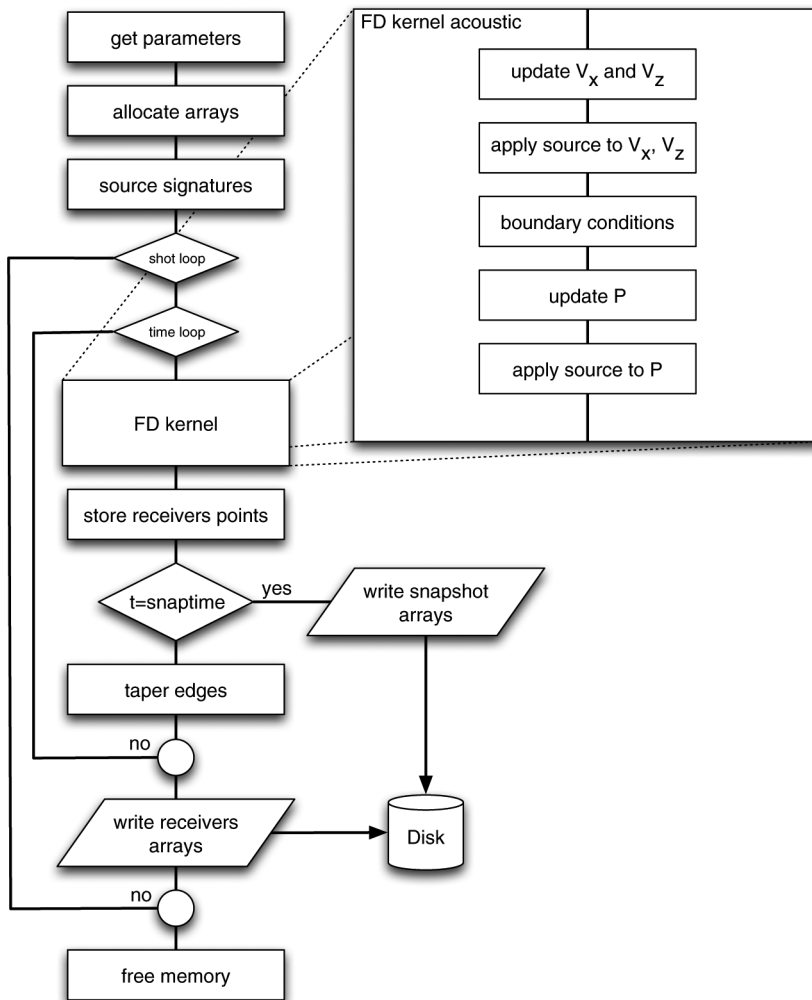 get parameters
allocate arrays
source signatures
shot loop
time loop
FD kernel
store receivers points
t=snaptime
yes
write snapshot
arrays
taper edges
no
write receivers
arrays
Disk
no
free memory
FD kernel acoustic
update Vx and Vz
apply source to Vx, Vz
boundary conditions
update P
apply source to P